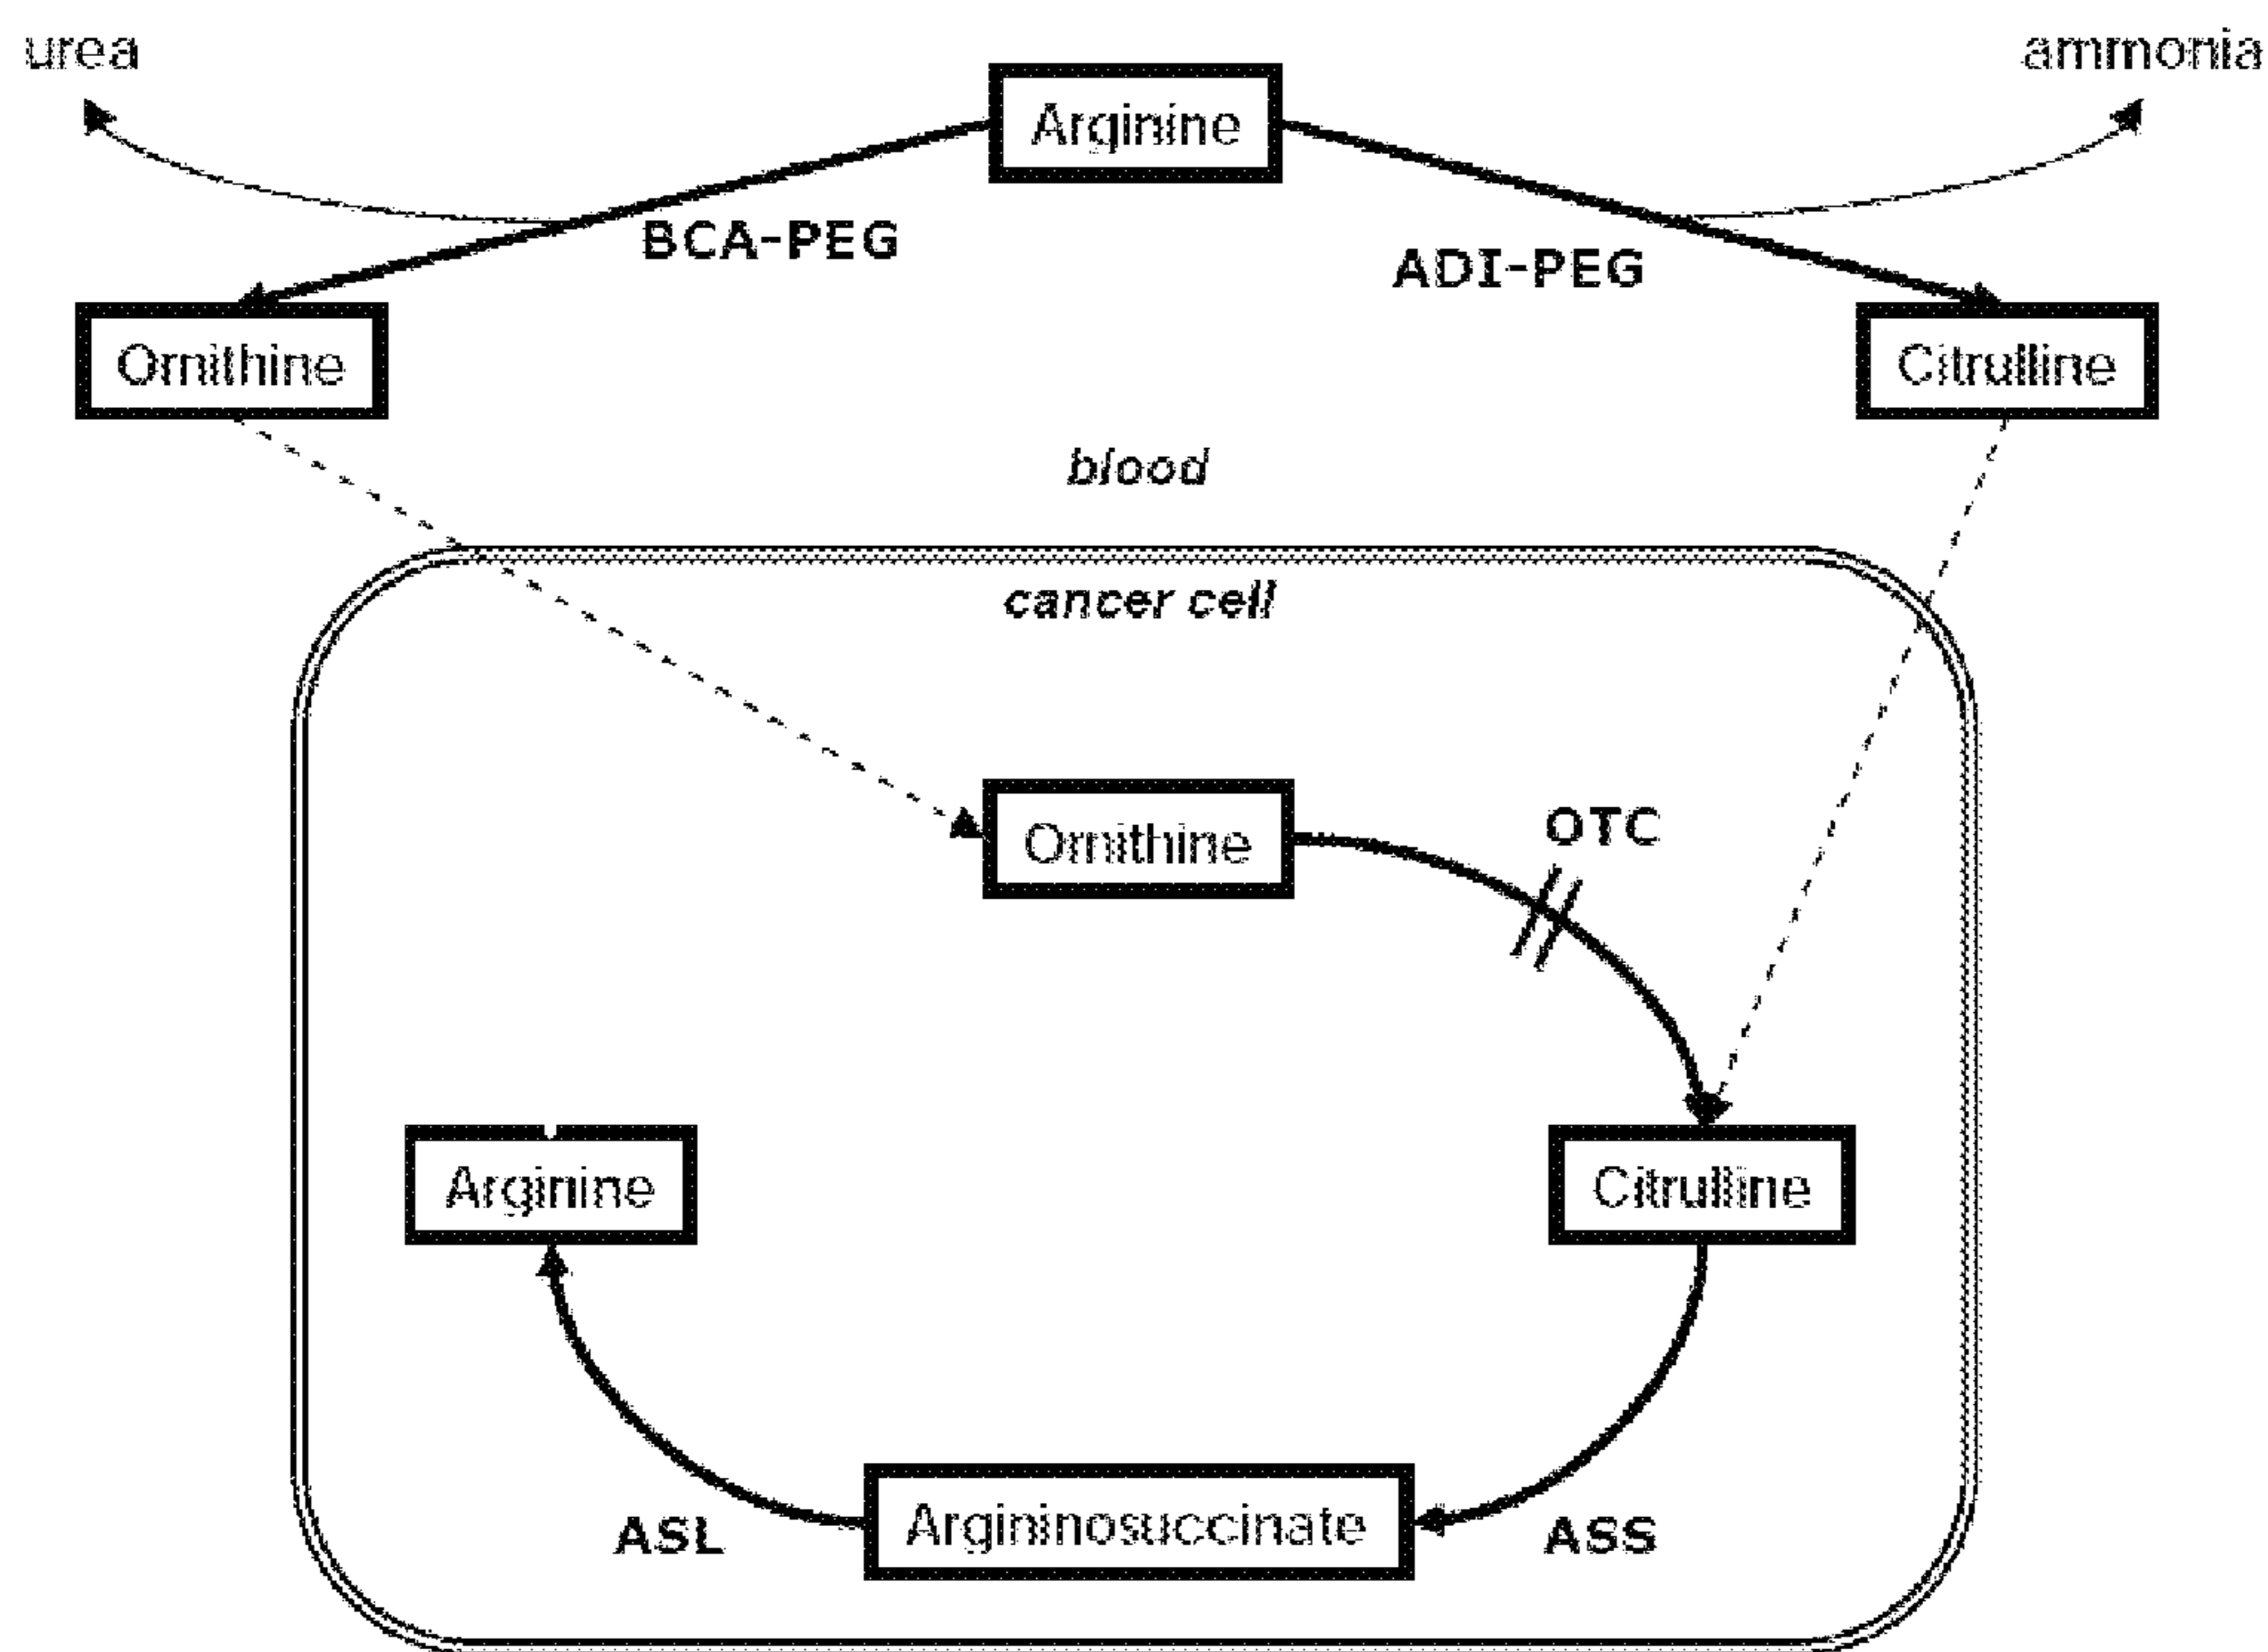 urea
ammonia
Arginine
BCA-PEG
ADI-PEG
Ornithine
Citrulline
blood
cancer cell
Ornithine
OTC
Arginine
Citrulline
ASL
Argininosuccinate
ASS